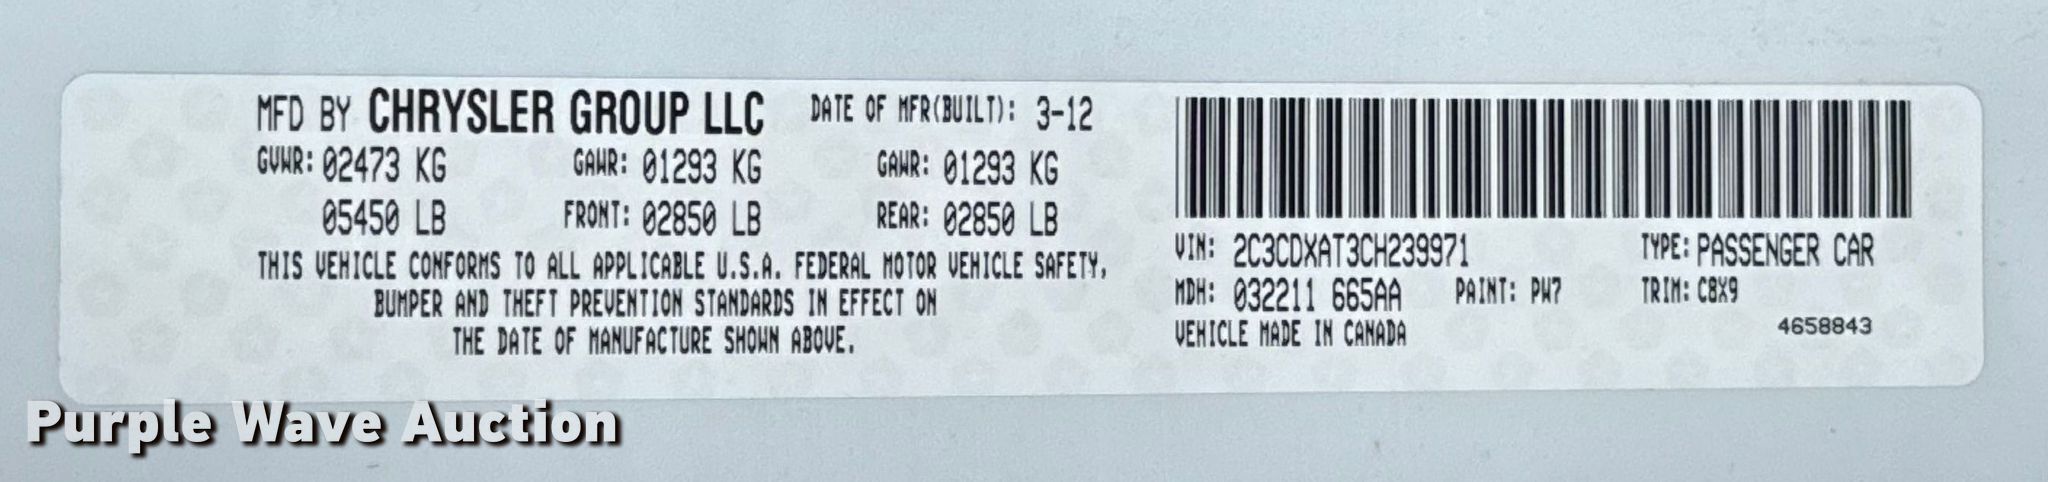 MFD BY CHRYSLER GROUP LLC DATE OF MFR(BUILT): 3-12
GVWR: 02473 KG GAWR: 01293 KG GAWR: 01293 KG
05450 LB FRONT: 02850 LB REAR: 02850 LB
THIS VEHICLE CONFORMS TO ALL APPLICABLE U.S.A. FEDERAL MOTOR VEHICLE SAFETY,
BUMPER AND THEFT PREVENTION STANDARDS IN EFFECT ON
THE DATE OF MANUFACTURE SHOWN ABOVE.
VIN: 2C3CDXAT3CH239971 TYPE: PASSENGER CAR
MDH: 032211 665AA PAINT: PW7 TRIM: C8X9
VEHICLE MADE IN CANADA 4658843
Purple Wave Auction